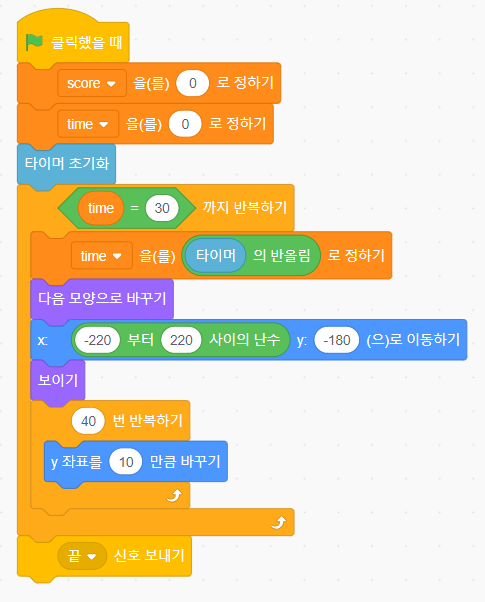 클릭했을 때
score 을(를) 0 로 정하기
time 을(를) 0 로 정하기
타이머 초기화
time = 30 까지 반복하기
time 을(를) 타이머 의 반올림 로 정하기
다음 모양으로 바꾸기
x: -220 부터 220 사이의 난수 y: -180 (으)로 이동하기
보이기
40 번 반복하기
y 좌표를 10 만큼 바꾸기
끝 신호 보내기